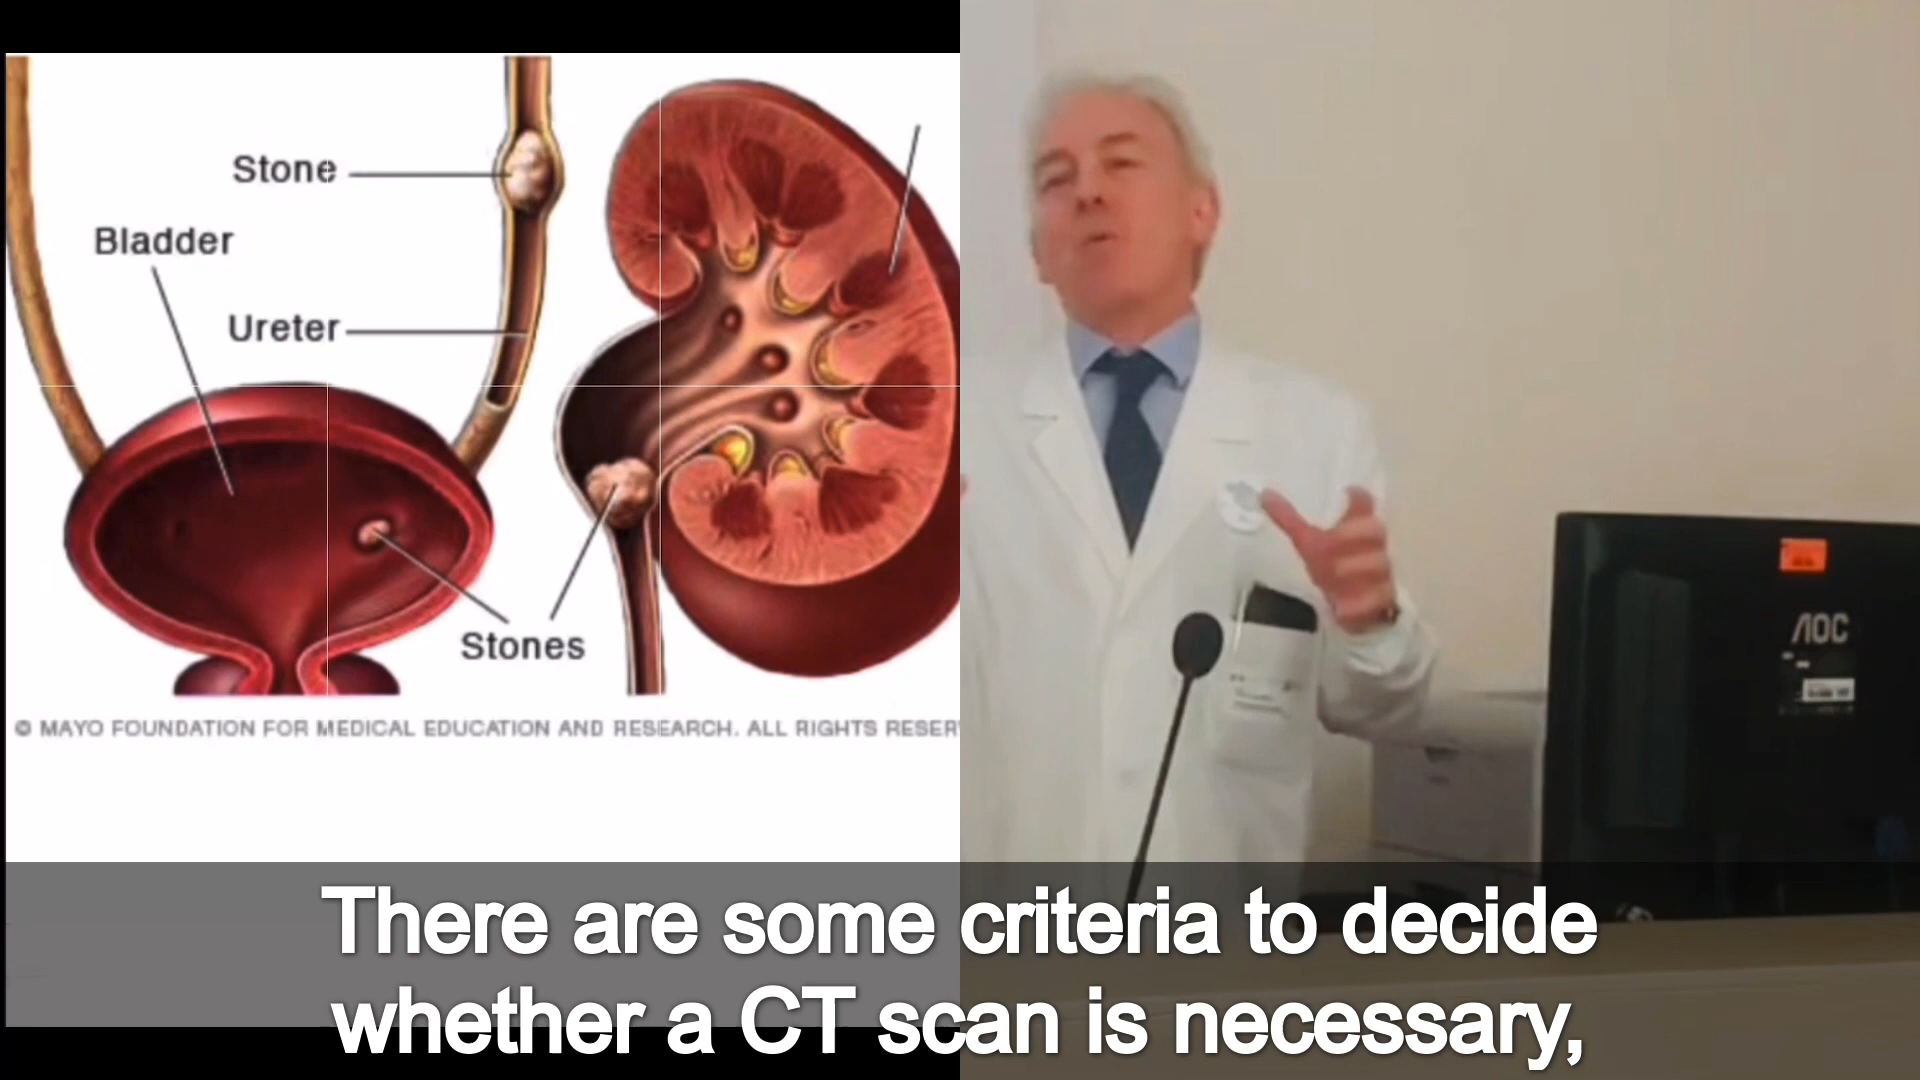 Stone
Bladder
Ureter
Stones
© MAYO FOUNDATION FOR MEDICAL EDUCATION AND RESEARCH. ALL RIGHTS RESER
AOC
There are some criteria to decide
whether a CT scan is necessary,